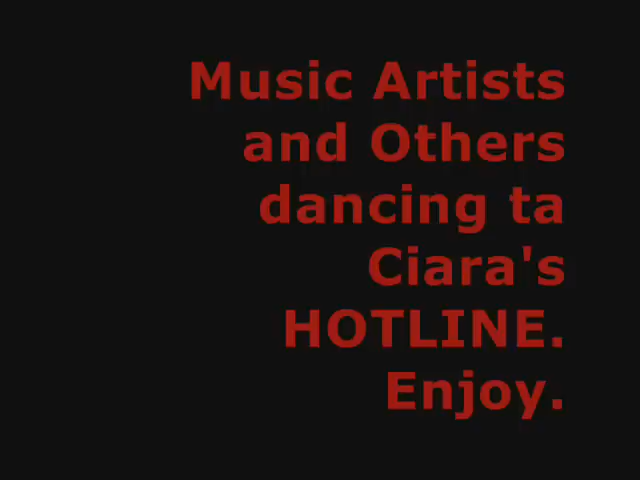 Music Artists
and Others
dancing ta
Ciara's
HOTLINE.
Enjoy.